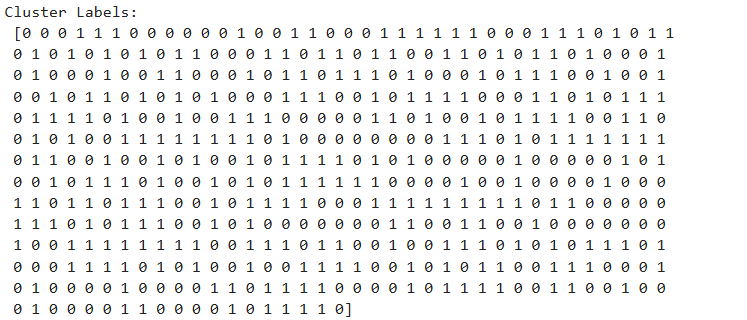 Cluster Labels:
[0 0 0 1 1 1 0 0 0 0 0 0 1 0 0 1 1 0 0 0 1 1 1 1 1 1 0 0 0 1 1 1 0 1 0 1 1
0 1 0 1 0 1 0 1 0 1 1 0 0 0 1 1 0 1 1 0 1 1 0 0 1 1 0 1 0 1 1 0 1 0 0 0 1
0 1 0 0 0 1 0 0 1 1 0 0 0 1 0 1 1 0 1 1 1 0 1 0 0 0 1 0 1 1 1 0 0 1 0 0 1
0 0 1 0 1 1 0 1 0 1 0 1 0 0 0 1 1 1 0 0 1 0 1 1 1 1 0 0 0 1 1 0 1 0 1 1 1
0 1 1 1 1 0 1 0 0 1 0 0 1 1 1 0 0 0 0 0 1 1 0 1 0 0 1 0 1 1 1 1 0 0 1 1 0
0 1 0 1 0 0 1 1 1 1 1 1 1 1 0 1 0 0 0 0 0 0 0 0 1 1 1 0 1 0 1 1 1 1 1 1 1
0 1 1 0 0 1 0 0 1 0 1 0 0 1 0 1 1 1 1 0 1 0 1 0 0 0 0 0 1 0 0 0 0 0 1 0 1
0 0 1 0 1 1 1 0 1 0 0 1 0 1 0 1 1 1 1 1 1 0 0 0 0 1 0 0 1 0 0 0 0 1 0 0 0
1 1 0 1 1 0 1 1 1 0 0 1 0 1 1 1 1 0 0 0 1 1 1 1 1 1 1 1 1 0 1 1 0 0 0 0 0
1 1 1 0 1 0 1 1 1 0 0 1 0 1 0 0 0 0 0 0 0 1 1 0 0 1 1 0 0 1 0 0 0 0 0 0 0
1 0 0 1 1 1 1 1 1 1 1 0 0 1 1 1 0 1 1 0 0 1 0 0 1 1 1 0 1 0 1 0 1 1 1 0 1
0 0 0 1 1 1 1 0 1 0 1 0 0 1 0 0 1 1 1 1 0 0 1 0 1 0 1 1 0 0 1 1 1 0 0 0 1
0 1 0 0 0 0 1 0 0 0 0 1 1 0 1 1 1 1 0 0 0 0 1 0 1 1 1 1 0 0 1 1 0 0 1 0 0
0 1 0 0 0 0 1 1 0 0 0 0 1 0 1 1 1 1 0]